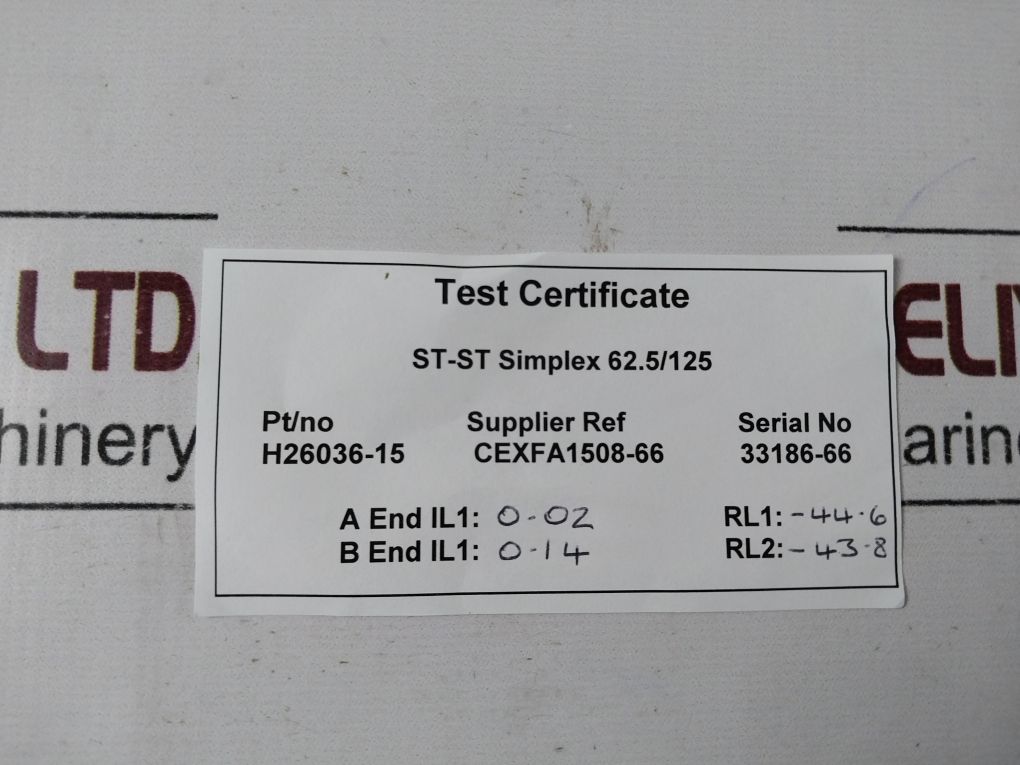 LTD
hinery
Test Certificate
ST-ST Simplex 62.5/125
Pt/no Supplier Ref Serial No
H26036-15 CEXFA1508-66 33186-66
A End IL1: 0.02 RL1: -44.6
B End IL1: 0.14 RL2: -43.8
ELI
arin